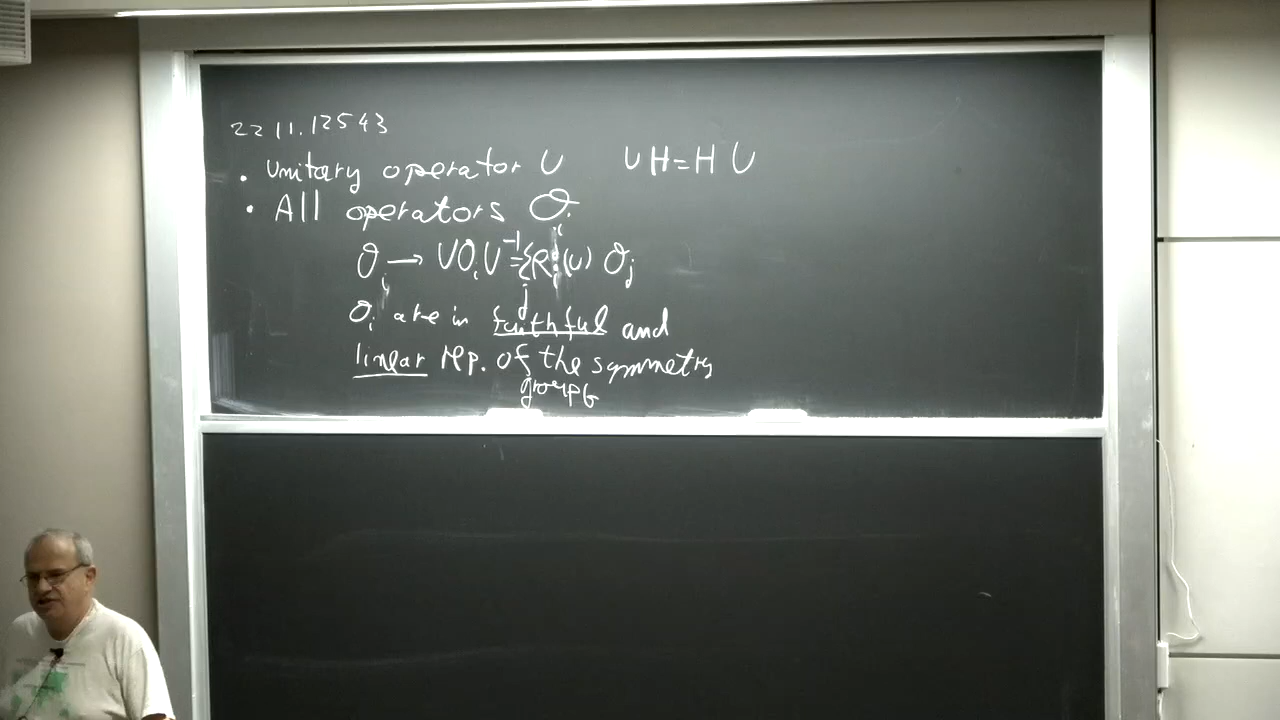 2211.12543
• Unitary operator U UH=HU
• All operators O_i
O_i → UO_iU^{-1}=Σ_j R_i^j(U) O_j
O_i are in faithful and
linear rep. of the symmetry
group G